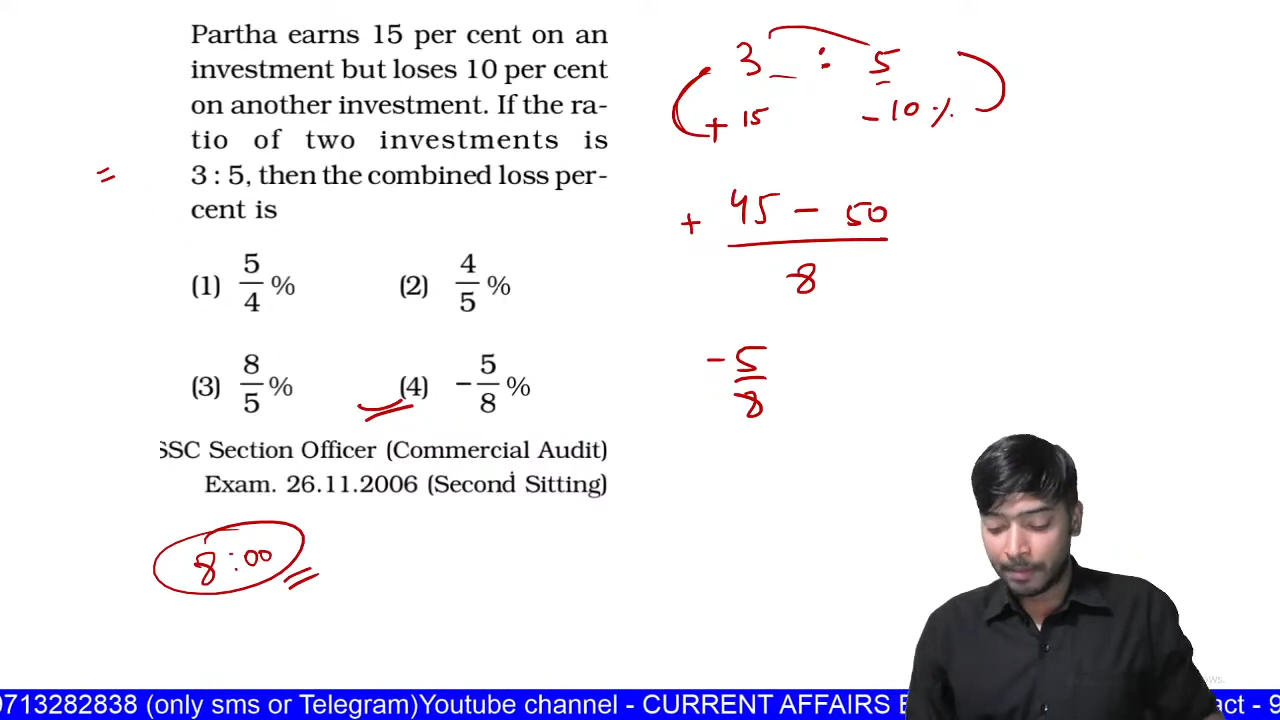 Partha earns 15 per cent on an
investment but loses 10 per cent
on another investment. If the ra-
tio of two investments is
3 : 5, then the combined loss per-
cent is
(1) 5/4 % (2) 4/5 %
(3) 8/5 % (4) -5/8 %
SSC Section Officer (Commercial Audit)
Exam. 26.11.2006 (Second Sitting)
8:00
3 : 5
+ 15 - 10 %
+ 45 - 50
8
- 5/8
9713282838 (only sms or Telegram)Youtube channel - CURRENT AFFAIRS act - 9